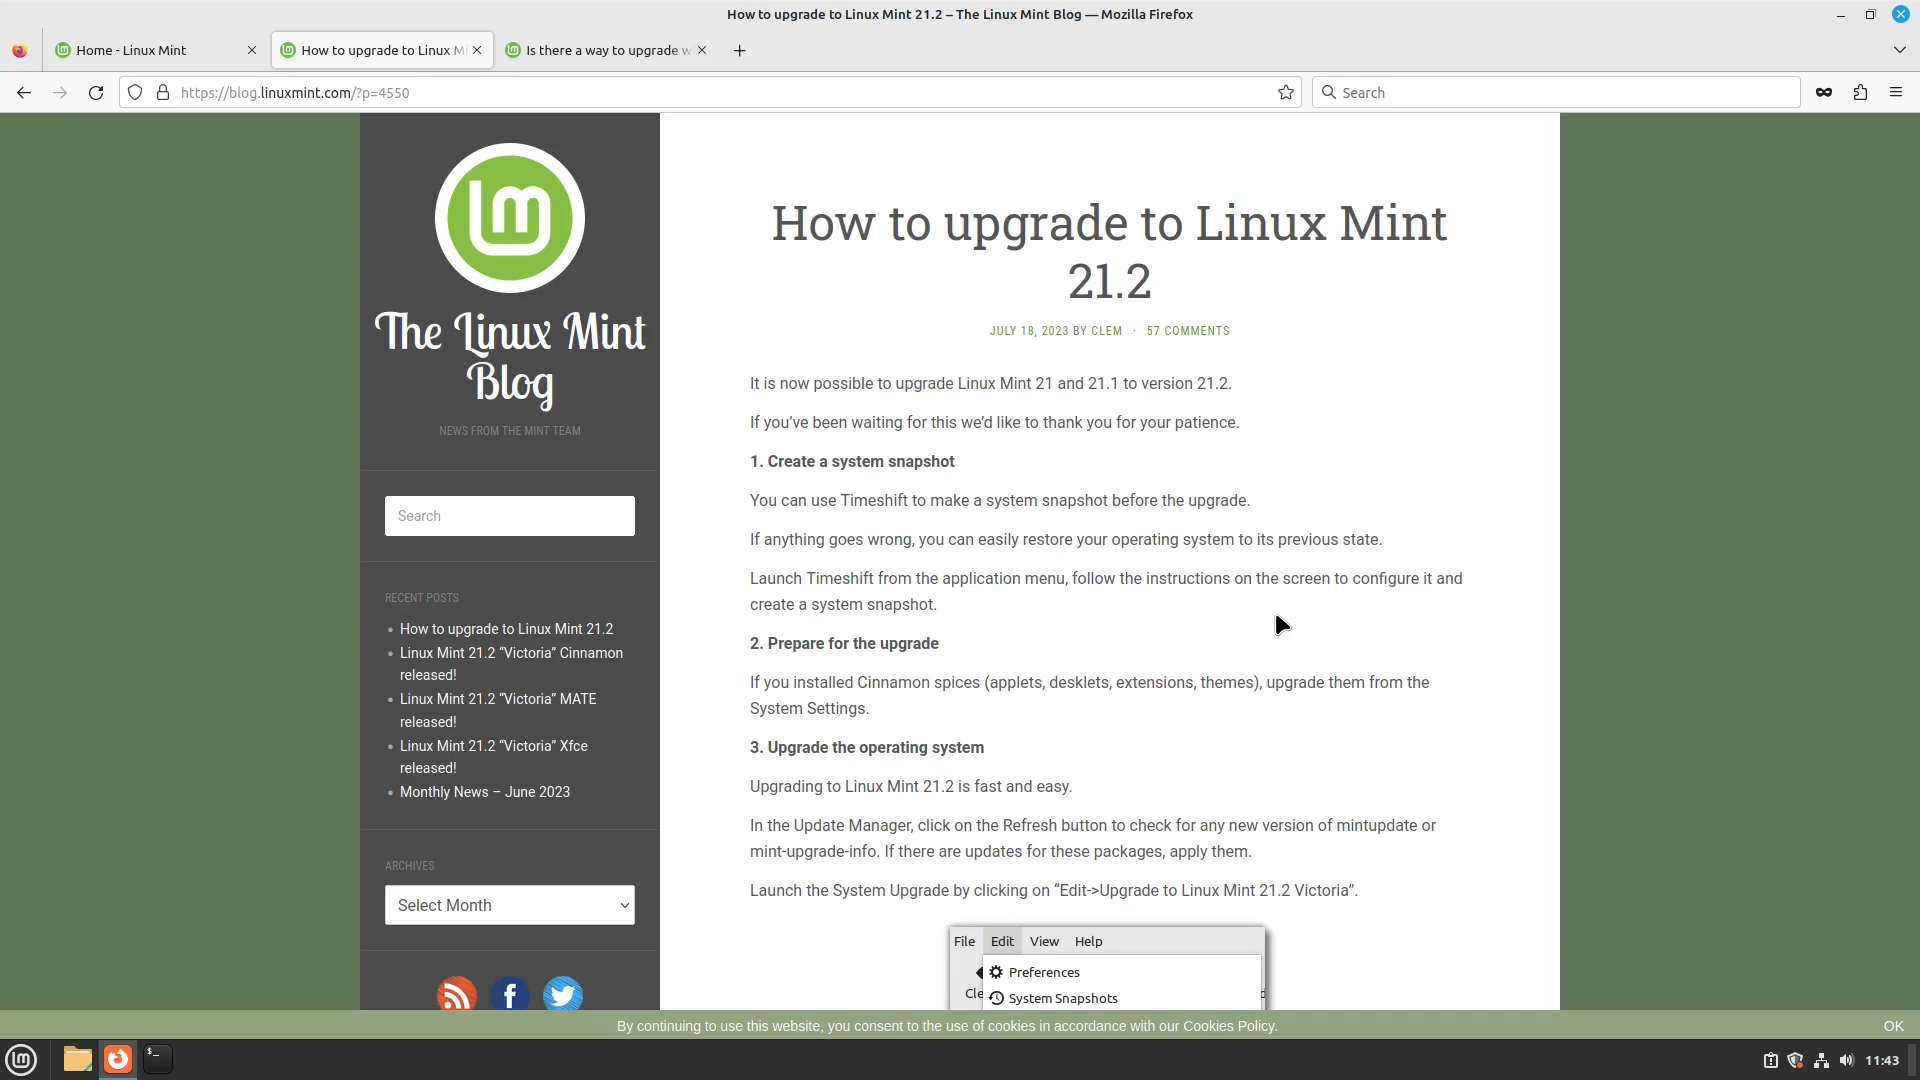 How to upgrade to Linux Mint 21.2 – The Linux Mint Blog — Mozilla Firefox
Home - Linux Mint
How to upgrade to Linux M
Is there a way to upgrade w
https://blog.linuxmint.com/?p=4550
Search
The Linux Mint
Blog
NEWS FROM THE MINT TEAM
Search
RECENT POSTS
How to upgrade to Linux Mint 21.2
Linux Mint 21.2 “Victoria” Cinnamon
released!
Linux Mint 21.2 “Victoria” MATE
released!
Linux Mint 21.2 “Victoria” Xfce
released!
Monthly News – June 2023
ARCHIVES
Select Month
How to upgrade to Linux Mint
21.2
JULY 18, 2023 BY CLEM · 57 COMMENTS
It is now possible to upgrade Linux Mint 21 and 21.1 to version 21.2.
If you’ve been waiting for this we’d like to thank you for your patience.
1. Create a system snapshot
You can use Timeshift to make a system snapshot before the upgrade.
If anything goes wrong, you can easily restore your operating system to its previous state.
Launch Timeshift from the application menu, follow the instructions on the screen to configure it and
create a system snapshot.
2. Prepare for the upgrade
If you installed Cinnamon spices (applets, desklets, extensions, themes), upgrade them from the
System Settings.
3. Upgrade the operating system
Upgrading to Linux Mint 21.2 is fast and easy.
In the Update Manager, click on the Refresh button to check for any new version of mintupdate or
mint-upgrade-info. If there are updates for these packages, apply them.
Launch the System Upgrade by clicking on “Edit->Upgrade to Linux Mint 21.2 Victoria”.
File Edit View Help
Preferences
Cle
System Snapshots
By continuing to use this website, you consent to the use of cookies in accordance with our Cookies Policy.
OK
11:43